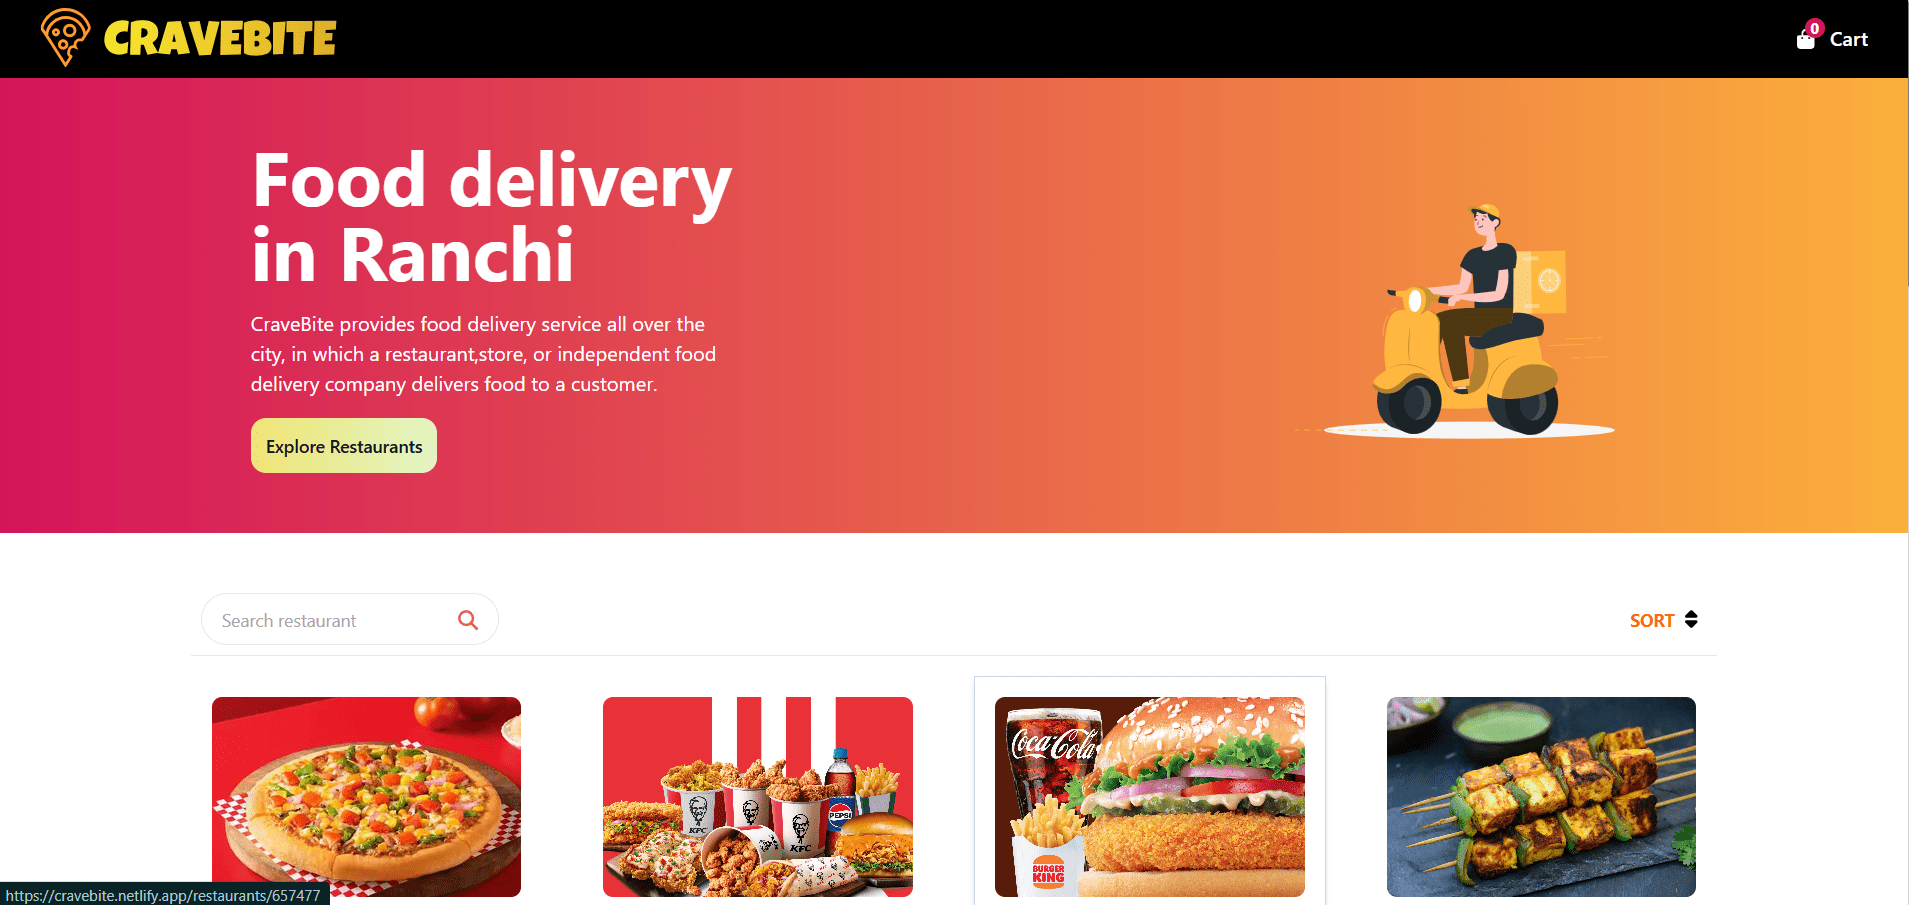 CRAVEBITE
0
Cart
Food delivery
in Ranchi
CraveBite provides food delivery service all over the
city, in which a restaurant,store, or independent food
delivery company delivers food to a customer.
Explore Restaurants
Search restaurant
SORT
KFC
KFC
PEPSI
Coca-Cola
BURGER
KING
https://cravebite.netlify.app/restaurants/657477